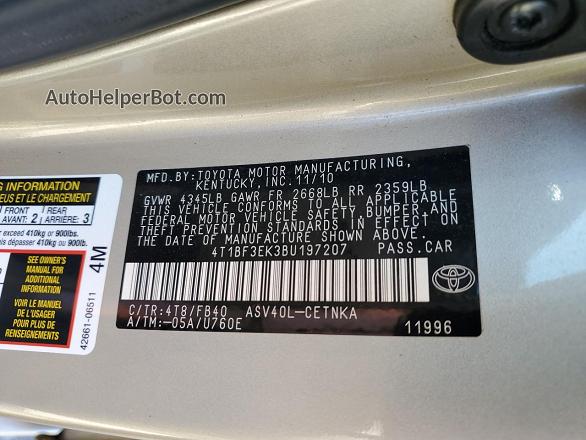 AutoHelperBot.com
MFD.BY:TOYOTA MOTOR MANUFACTURING,
KENTUCKY,INC.11/10
GVWR 4345LB GAWR FR 2668LB RR 2359LB
THIS VEHICLE CONFORMS TO ALL APPLICABLE
FEDERAL MOTOR VEHICLE SAFETY,BUMPER,AND
THEFT PREVENTION STANDARDS IN EFFECT ON
THE DATE OF MANUFACTURE SHOWN ABOVE.
4T1BF3EK3BU197207 PASS.CAR
C/TR:4T8/FB40 ASV40L-CETNKA
A/TM:-05A/U760E
11996
NG INFORMATION
EUS ET LE CHARGEMENT
FRONT
AVANT: 2
REAR
ARRIÈRE 3
exceed 410kg or 900lbs.
dépasser 410kg ou 900lbs.
SEE OWNER'S
MANUAL FOR
ADDITIONAL
INFORMATION
VOIR LE MANUEL
DE L'USAGER
POUR PLUS DE
RENSEIGNEMENTS
4M
42661-06511